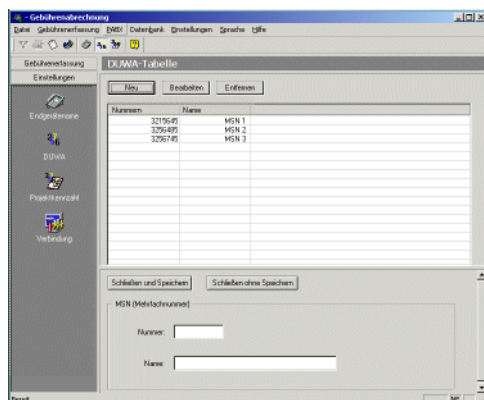 - Gebührenabrechnung
Datei Gebührenerfassung PABX Datenbank Einstellungen Sprache Hilfe
Gebührenerfassung
Einstellungen
Endgerätename
DUWA
Projektkennzahl
Verbindung
DUWA-Tabelle
Neu Bearbeiten Entfernen
Nummern Name
3215645 MSN 1
3256485 MSN 2
3256745 MSN 3
Schließen und Speichern Schließen ohne Speichern
MSN (Mehrfachnummer)
Nummer:
Name:
Bereit